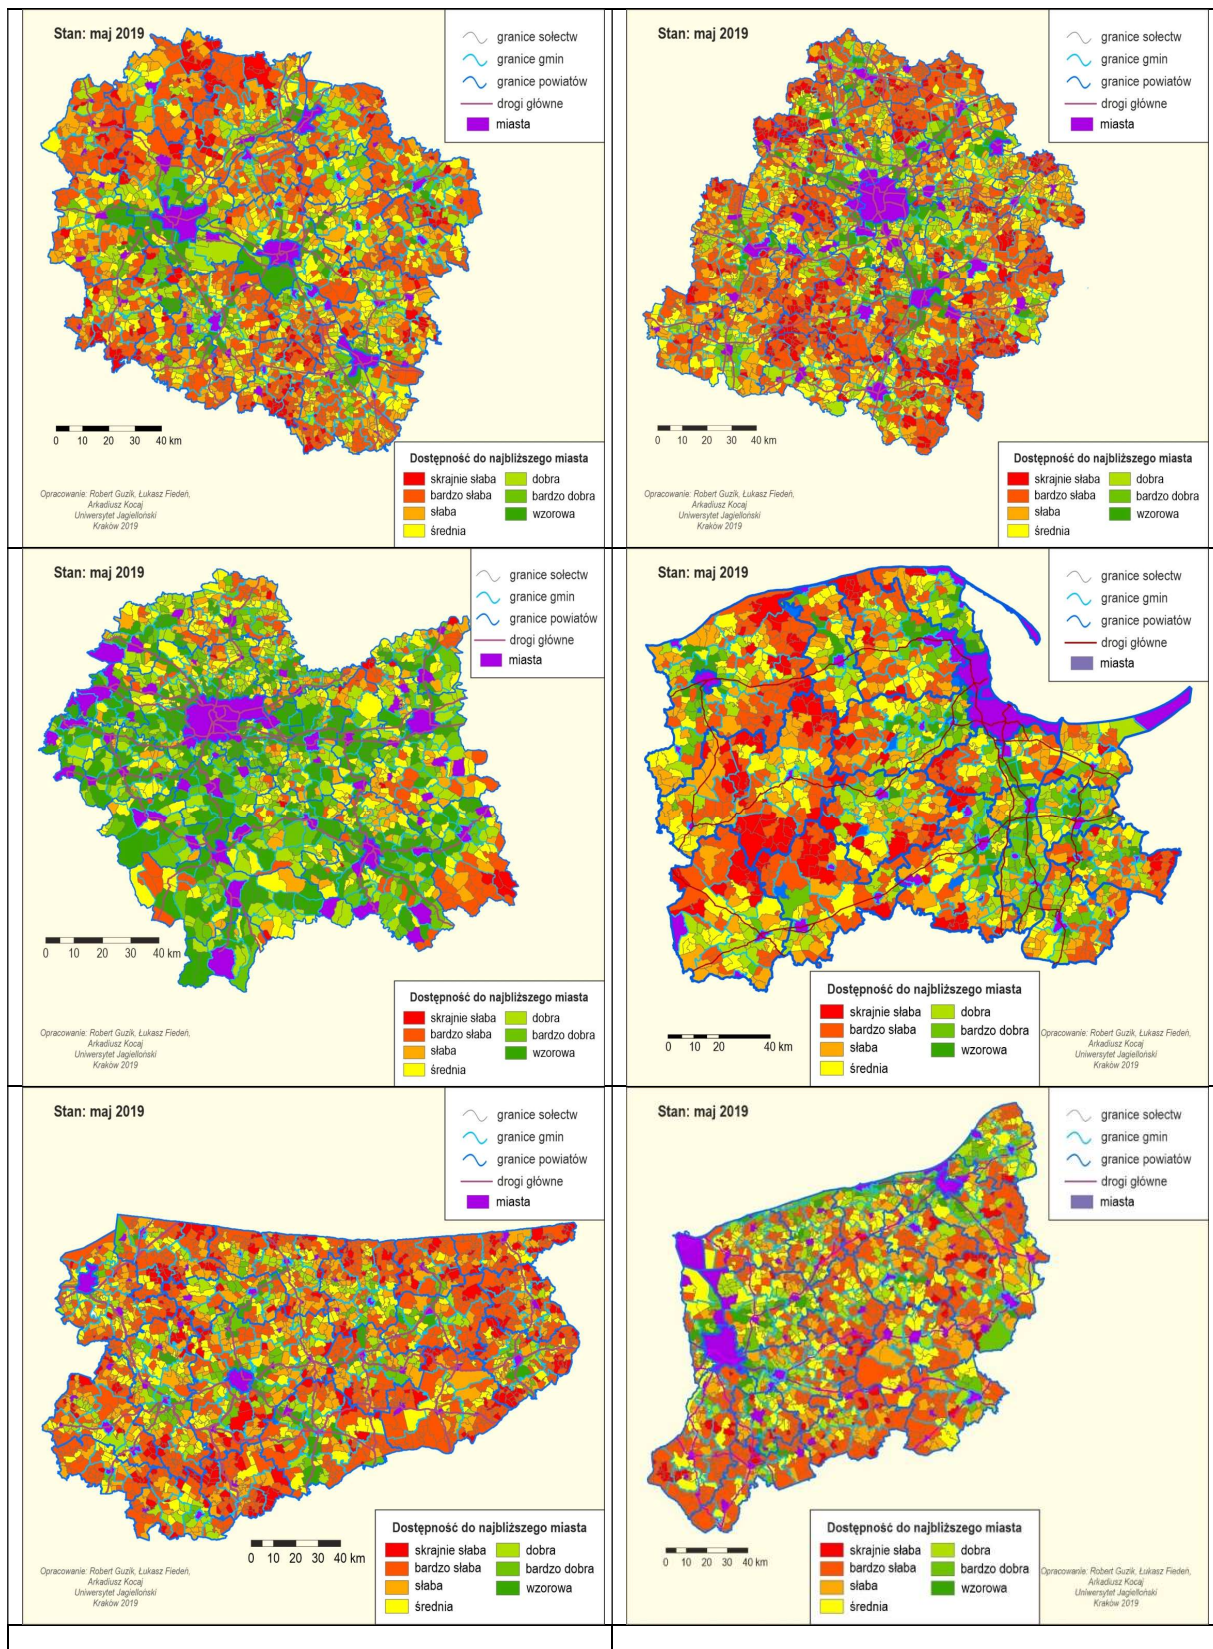 Stan: maj 2019
granice sołectw
granice gmin
granice powiatów
drogi główne
miasta
0 10 20 30 40 km
Dostępność do najbliższego miasta
skrajnie słaba
dobra
bardzo słaba
bardzo dobra
słaba
wzorowa
średnia
Opracowanie: Robert Guzik, Łukasz Fiedeń,
Arkadiusz Kocaj
Uniwersytet Jagielloński
Kraków 2019
Stan: maj 2019
granice sołectw
granice gmin
granice powiatów
drogi główne
miasta
0 10 20 30 40 km
Dostępność do najbliższego miasta
skrajnie słaba
dobra
bardzo słaba
bardzo dobra
słaba
wzorowa
średnia
Opracowanie: Robert Guzik, Łukasz Fiedeń,
Arkadiusz Kocaj
Uniwersytet Jagielloński
Kraków 2019
Stan: maj 2019
granice sołectw
granice gmin
granice powiatów
drogi główne
miasta
0 10 20 30 40 km
Dostępność do najbliższego miasta
skrajnie słaba
dobra
bardzo słaba
bardzo dobra
słaba
wzorowa
średnia
Opracowanie: Robert Guzik, Łukasz Fiedeń,
Arkadiusz Kocaj
Uniwersytet Jagielloński
Kraków 2019
Stan: maj 2019
granice sołectw
granice gmin
granice powiatów
drogi główne
miasta
0 10 20 40 km
Dostępność do najbliższego miasta
skrajnie słaba
dobra
bardzo słaba
bardzo dobra
słaba
wzorowa
średnia
Opracowanie: Robert Guzik, Łukasz Fiedeń,
Arkadiusz Kocaj
Uniwersytet Jagielloński
Kraków 2019
Stan: maj 2019
granice sołectw
granice gmin
granice powiatów
drogi główne
miasta
0 10 20 30 40 km
Dostępność do najbliższego miasta
skrajnie słaba
dobra
bardzo słaba
bardzo dobra
słaba
wzorowa
średnia
Opracowanie: Robert Guzik, Łukasz Fiedeń,
Arkadiusz Kocaj
Uniwersytet Jagielloński
Kraków 2019
Stan: maj 2019
granice sołectw
granice gmin
granice powiatów
drogi główne
miasta
0 10 20 30 40 km
Dostępność do najbliższego miasta
skrajnie słaba
dobra
bardzo słaba
bardzo dobra
słaba
wzorowa
średnia
Opracowanie: Robert Guzik, Łukasz Fiedeń,
Arkadiusz Kocaj
Uniwersytet Jagielloński
Kraków 2019